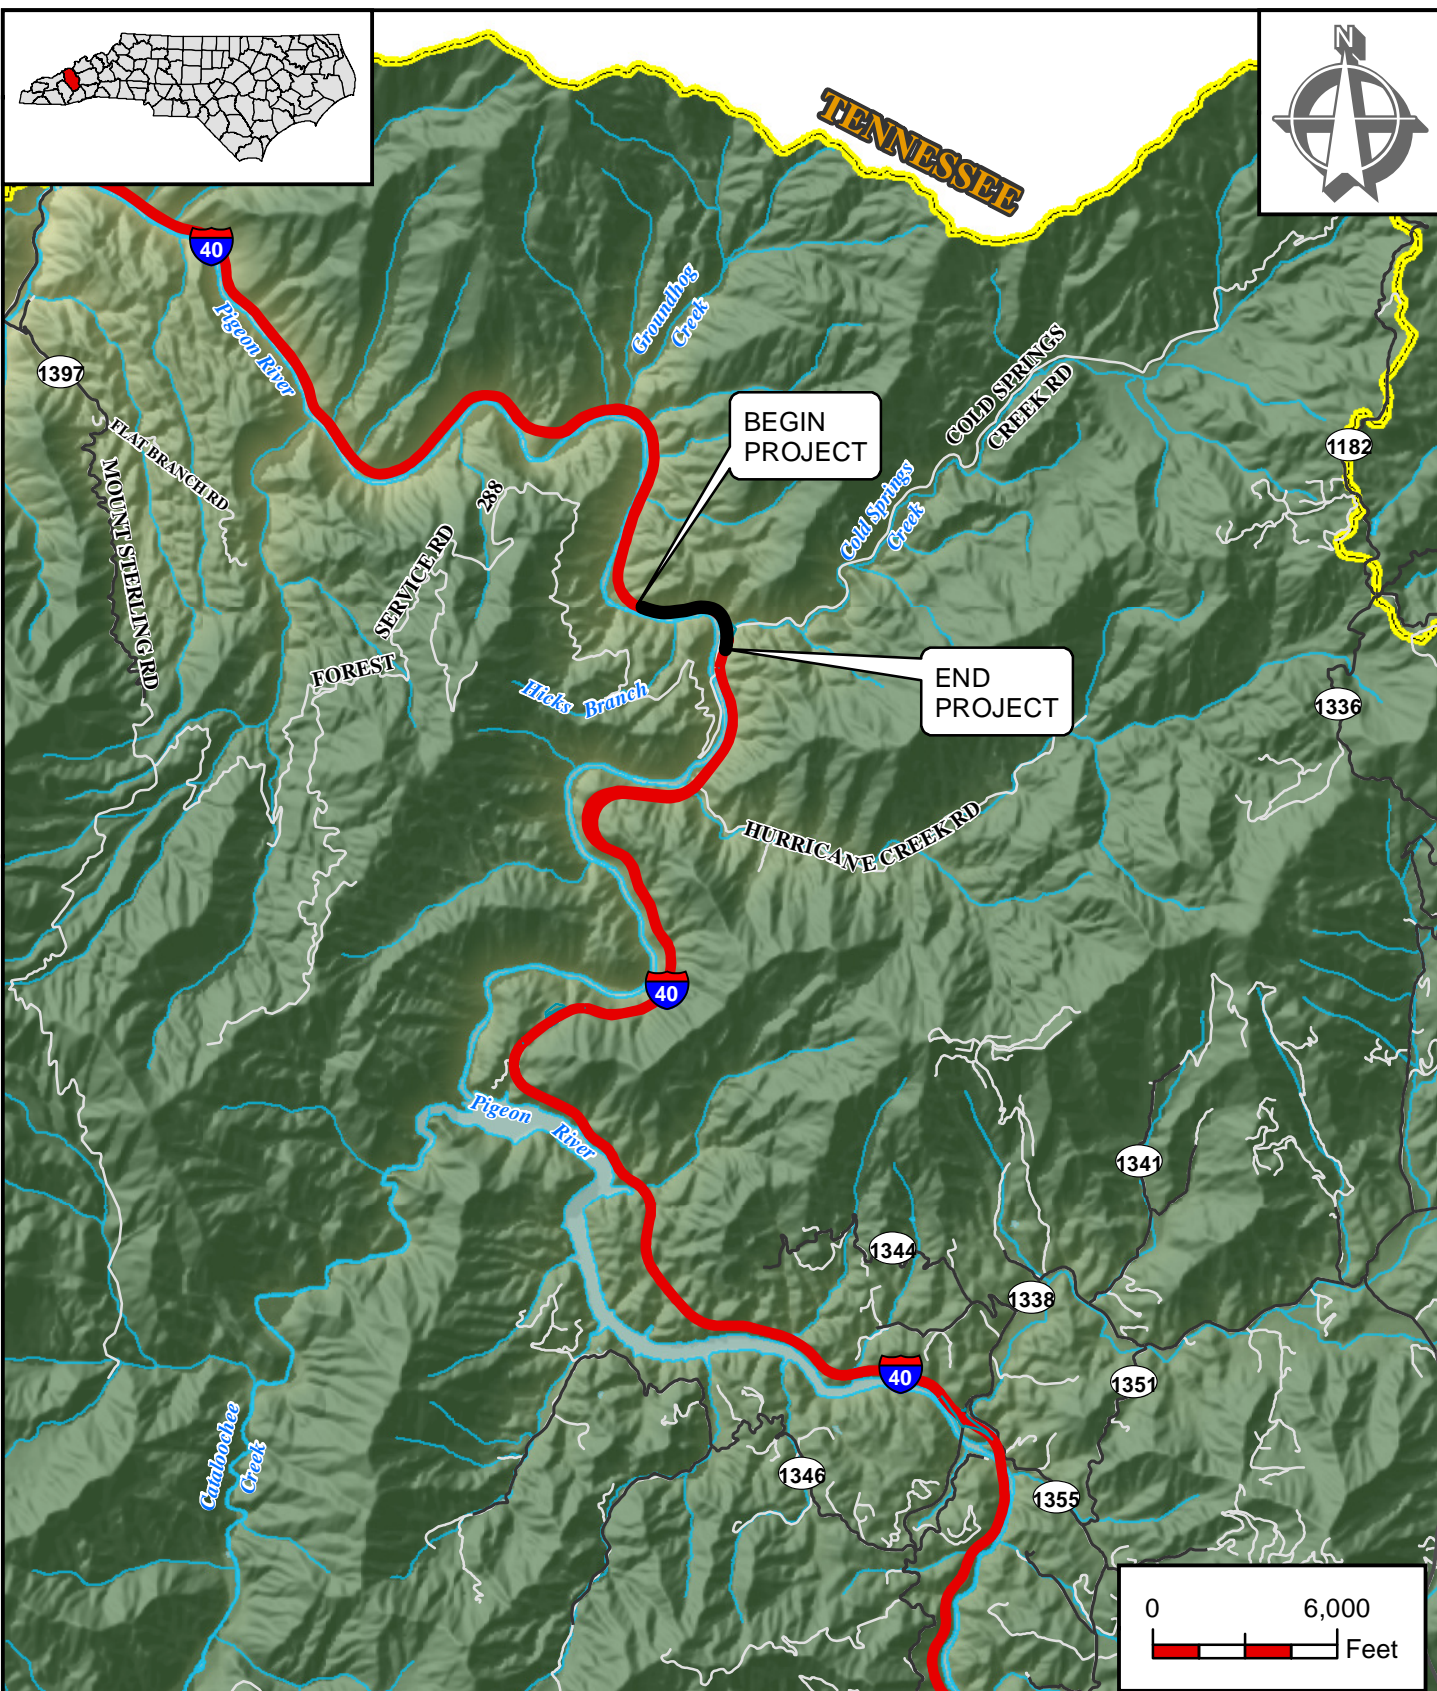 N
TENNESSEE
40
Pigeon River
Groundhog
Creek
1397
FLAT BRANCH RD
MOUNT STERLING RD
COLD SPRINGS
CREEK RD
BEGIN
PROJECT
1182
Cold Springs
Creek
288
SERVICE RD
FOREST
Hicks Branch
END
PROJECT
1336
HURRICANE CREEK RD
40
Pigeon
River
1341
1344
1338
40
1351
Cataloochee
Creek
1346
1355
0 6,000
Feet